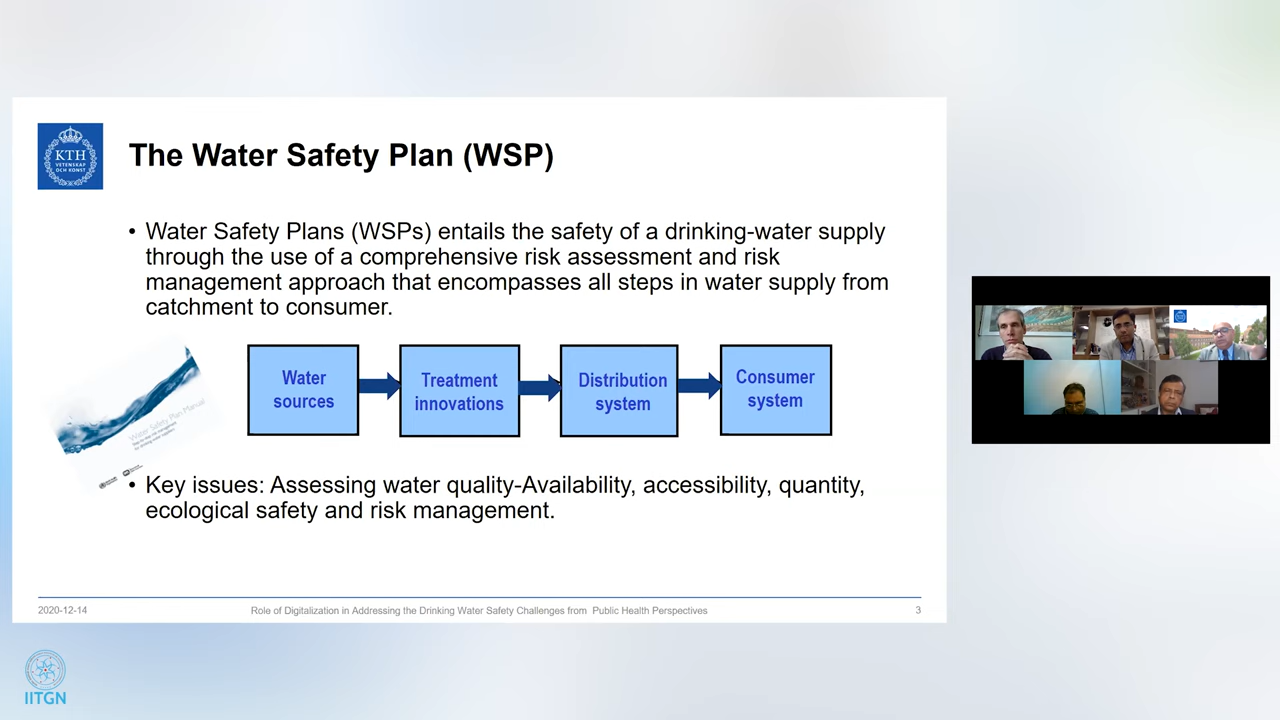 KTH
VETENSKAP
OCH KONST
The Water Safety Plan (WSP)
• Water Safety Plans (WSPs) entails the safety of a drinking-water supply
through the use of a comprehensive risk assessment and risk
management approach that encompasses all steps in water supply from
catchment to consumer.
Water
sources
Treatment
innovations
Distribution
system
Consumer
system
Water Safety Plan Manual
• Key issues: Assessing water quality-Availability, accessibility, quantity,
ecological safety and risk management.
2020-12-14
Role of Digitalization in Addressing the Drinking Water Safety Challenges from Public Health Perspectives
3
IITGN